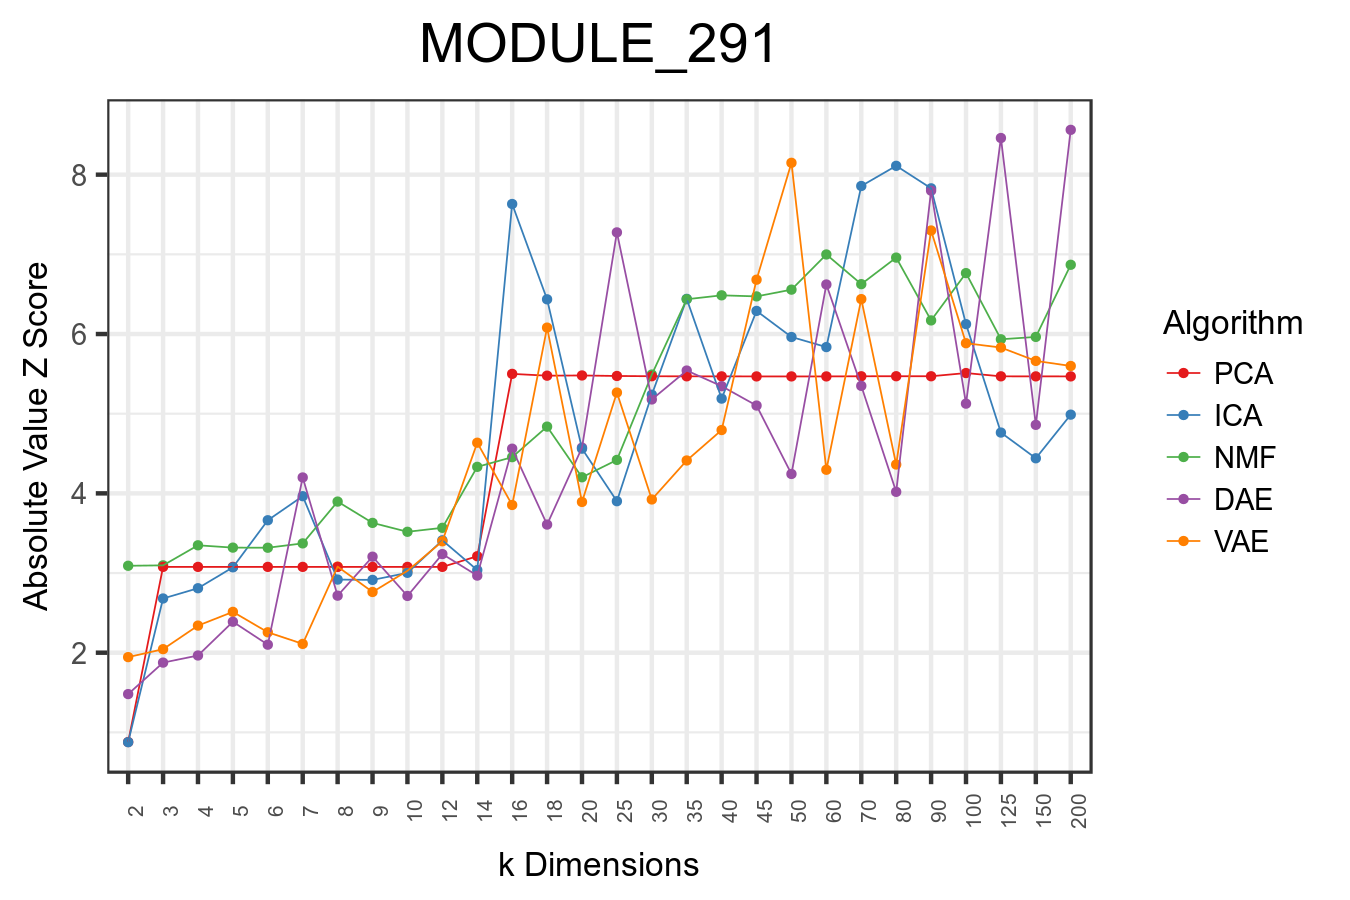 MODULE_291
Absolute Value Z Score
8
6
4
2
2 3 4 5 6 7 8 9 10 12 14 16 18 20 25 30 35 40 45 50 60 70 80 90 100 125 150 200
k Dimensions
Algorithm
PCA
ICA
NMF
DAE
VAE